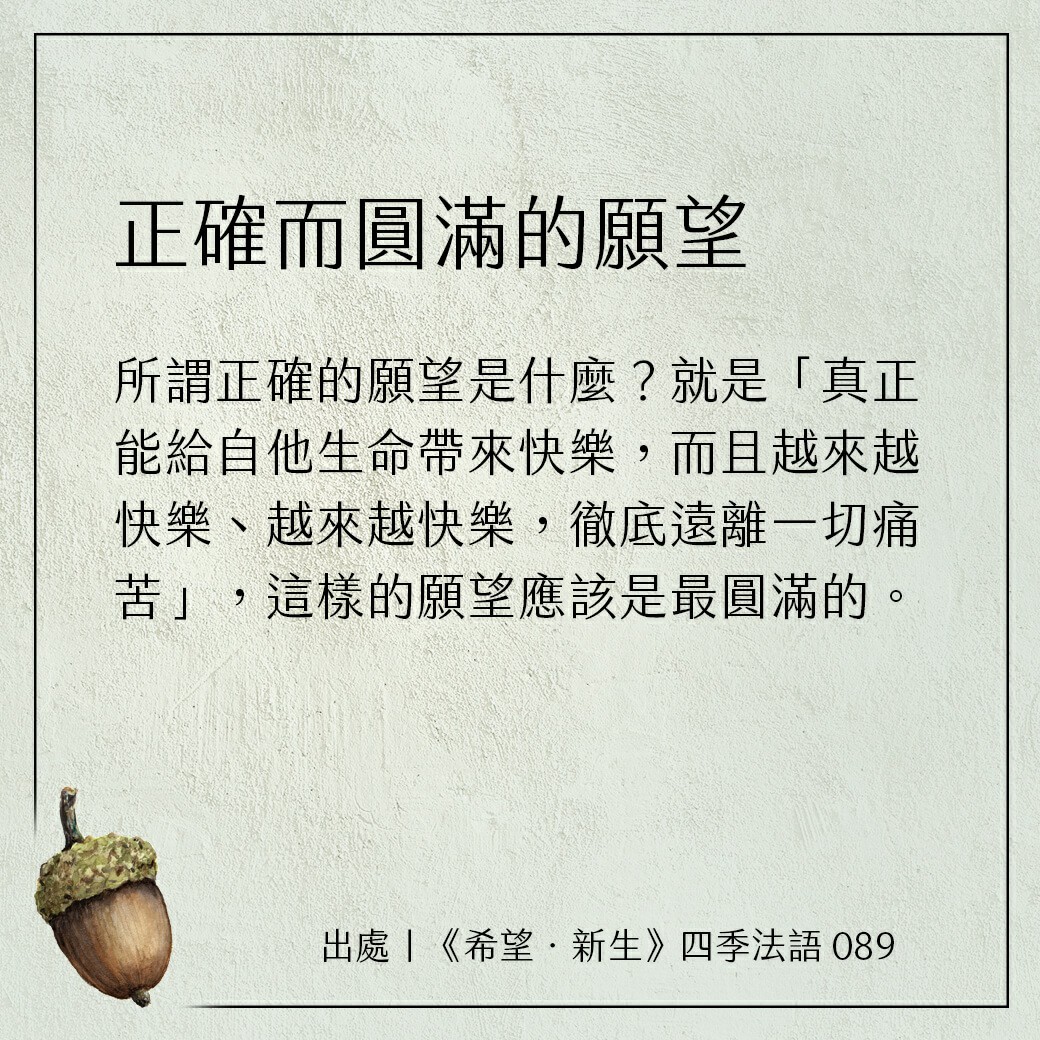 正確而圓滿的願望
所謂正確的願望是什麼？就是「真正
能給自他生命帶來快樂，而且越來越
快樂、越來越快樂，徹底遠離一切痛
苦」，這樣的願望應該是最圓滿的。
出處｜《希望．新生》四季法語 089